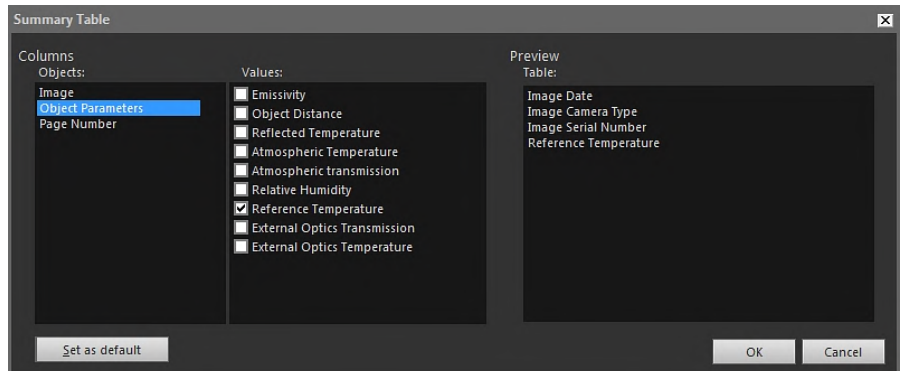 Summary Table
Columns
Objects:
Image
Object Parameters
Page Number
Values:
Emissivity
Object Distance
Reflected Temperature
Atmospheric Temperature
Atmospheric transmission
Relative Humidity
Reference Temperature
External Optics Transmission
External Optics Temperature
Preview
Table:
Image Date
Image Camera Type
Image Serial Number
Reference Temperature
Set as default
OK
Cancel